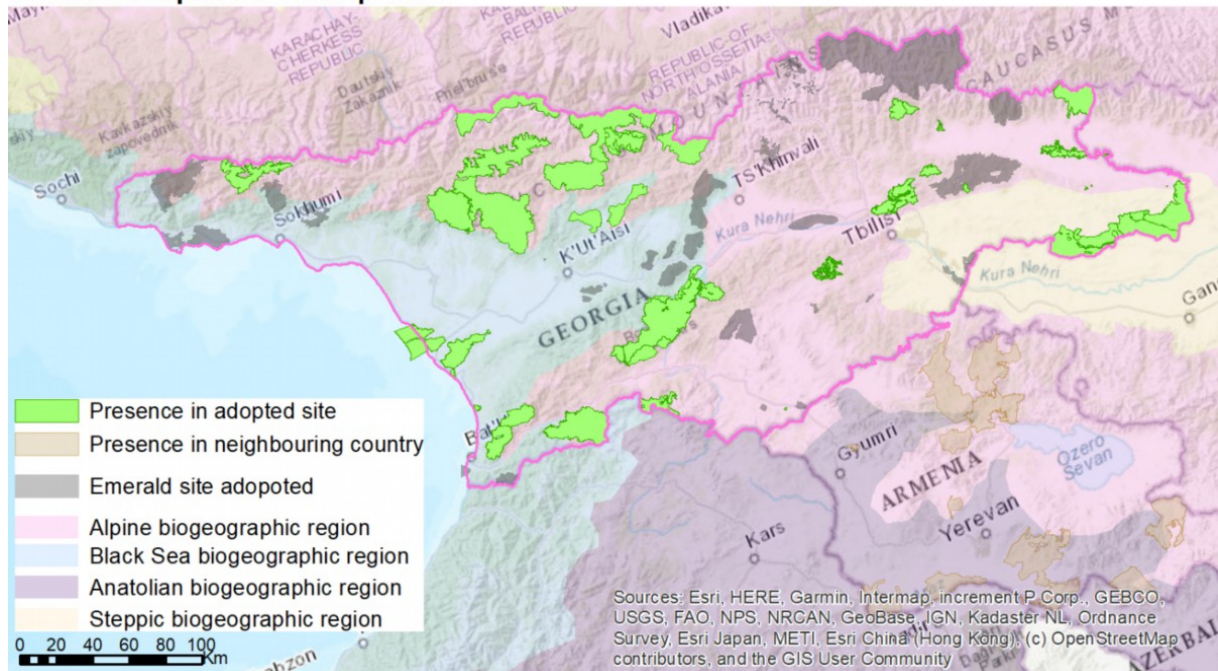 KARACHAY-
CHERKESS
REPUBLIC
Vladika
REPUBLIC OF
NORTH OSSETIA
ALANIA
Dautskiy
Zakaznik
Priel'bruse
Kavkazskiy
zapovednik
CAUCASUS
MOUNTAINS
Sochi
Sokhumi
Ts'Khinvali
K'Ut'Aisi
Kura Nehri
Tbilisi
Kura Nehri
GEORGIA
Gan
Gyumri
Ozero
Sevan
ARMENIA
Yerevan
Kars
Presence in adopted site
Presence in neighbouring country
Emerald site adopoted
Alpine biogeographic region
Black Sea biogeographic region
Anatolian biogeographic region
Steppic biogeographic region
0 20 40 60 80 100
Km
abzon
Sources: Esri, HERE, Garmin, Intermap, increment P Corp., GEBCO,
USGS, FAO, NPS, NRCAN, GeoBase, IGN, Kadaster NL, Ordnance
Survey, Esri Japan, METI, Esri China (Hong Kong), (c) OpenStreetMap
contributors, and the GIS User Community
ZERBAI